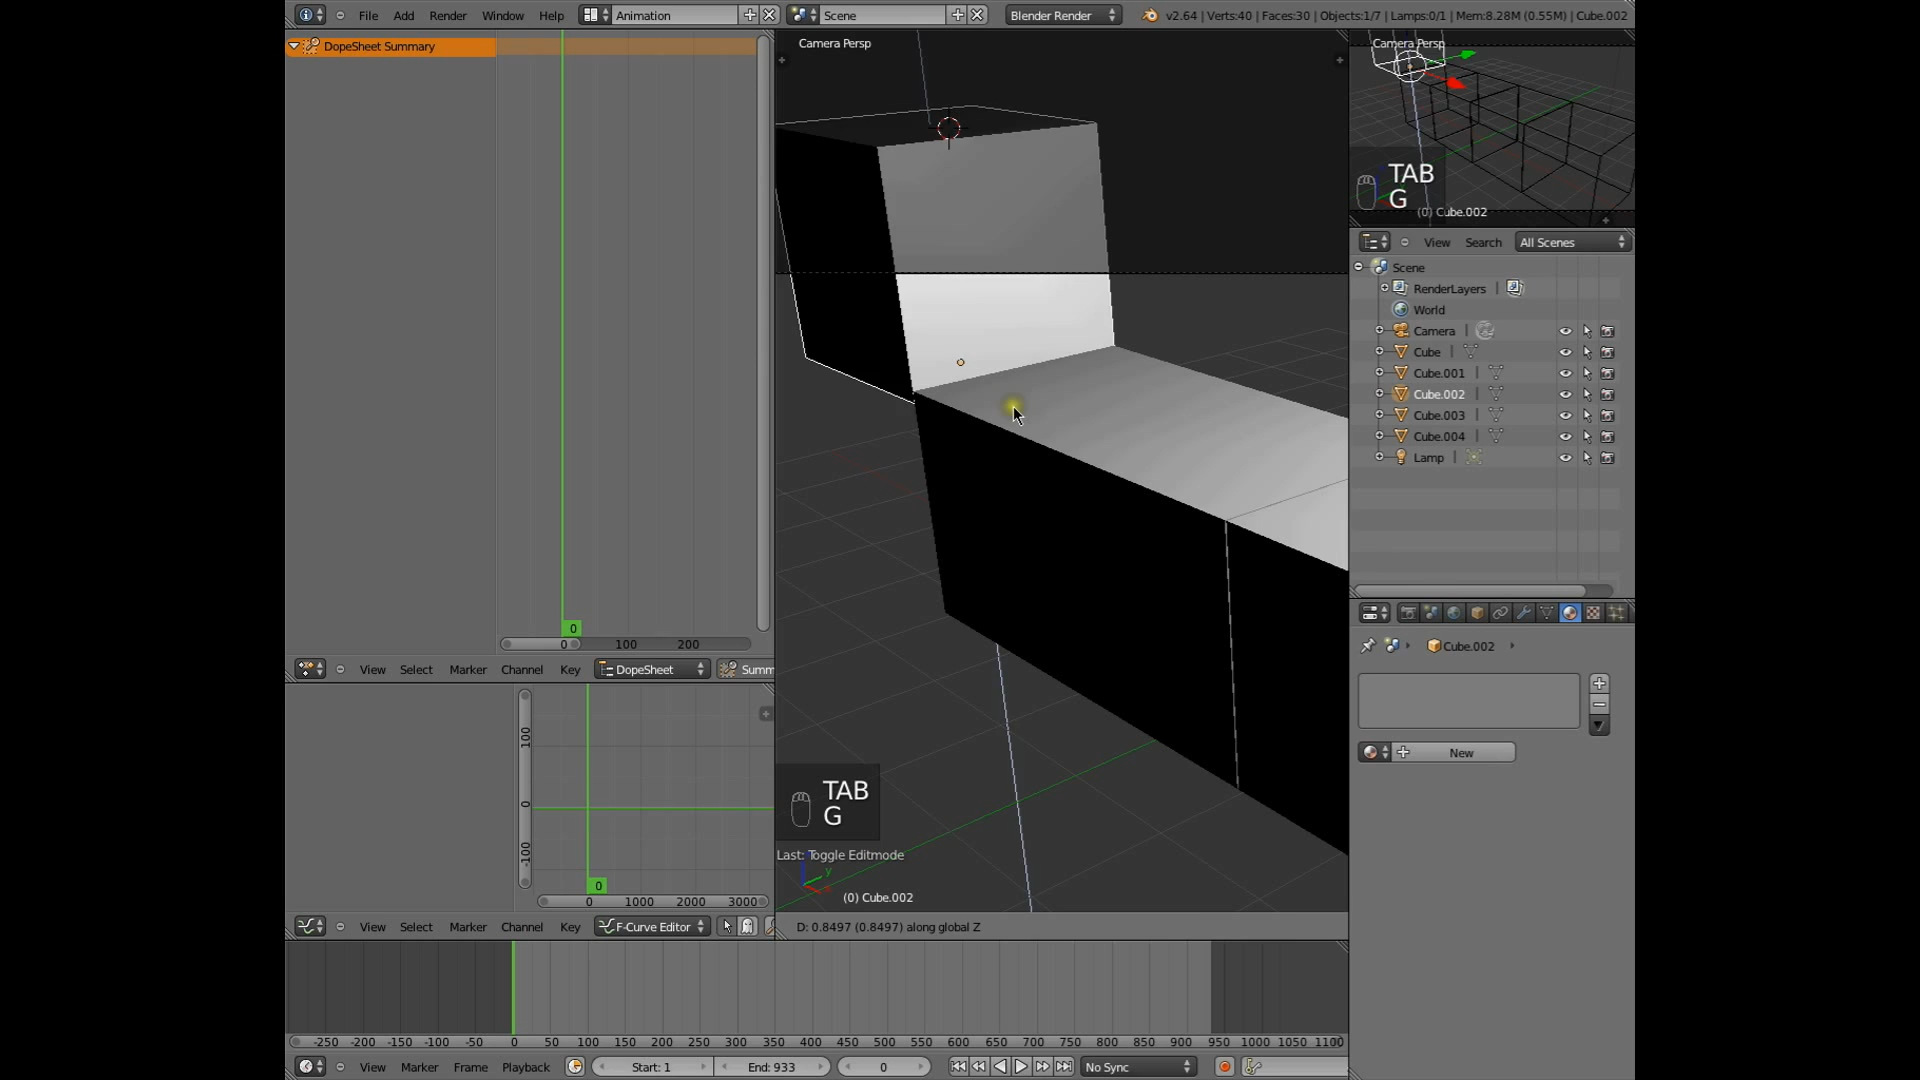 File Add Render Window Help Animation Scene Blender Render v2.64 | Verts:40 | Faces:30 | Objects:1/7 | Lamps:0/1 | Mem:8.28M (0.55M) | Cube.002
DopeSheet Summary
0
0 100 200
View Select Marker Channel Key DopeSheet Summ
100
0
-100
0
0 1000 2000 3000
View Select Marker Channel Key F-Curve Editor
Camera Persp
TAB
G
Last: Toggle Editmode
y
(0) Cube.002
D: 0.8497 (0.8497) along global Z
Camera Persp
TAB
G
(0) Cube.002
View Search All Scenes
Scene
RenderLayers |
World
Camera |
Cube |
Cube.001 |
Cube.002 |
Cube.003 |
Cube.004 |
Lamp |
Cube.002
New
-250 -200 -150 -100 -50 0 50 100 150 200 250 300 350 400 450 500 550 600 650 700 750 800 850 900 950 1000 1050 1100
View Marker Frame Playback Start: 1 End: 933 0 No Sync